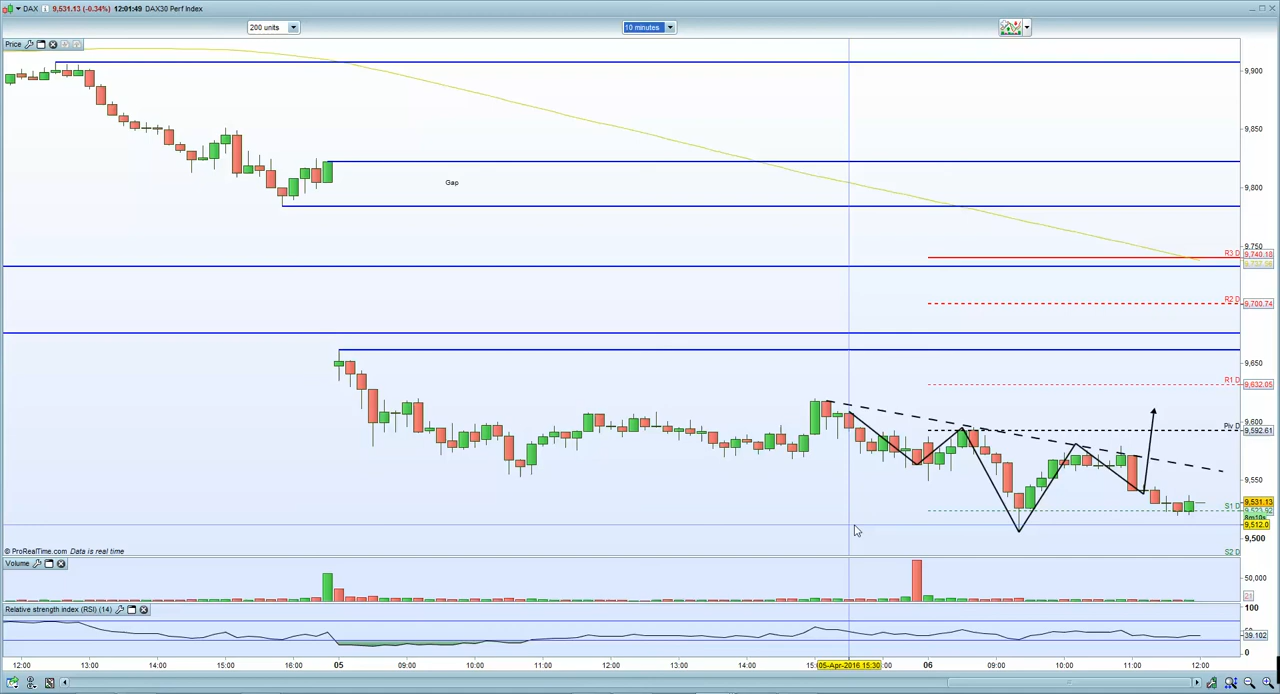 DAX 9,531.13 (-0.34%) 12:01:49 DAX30 Perf Index
200 units 10 minutes
Price
9,900
9,850
Gap
9,800
9,750
R3 D 9,740.18
R2 D 9,700.74
9,650
R1 D 9,632.05
9,600
Piv D 9,592.61
9,550
9,531.13
S1 D
9,512.0
9,500
© ProRealTime.com Data is real time
S2 D
Volume
50,000
Relative strength index (RSI) (14)
100
39.102
0
12:00 13:00 14:00 15:00 16:00 05 09:00 10:00 11:00 12:00 13:00 14:00 05-Apr-2016 15:30 06 09:00 10:00 11:00 12:00